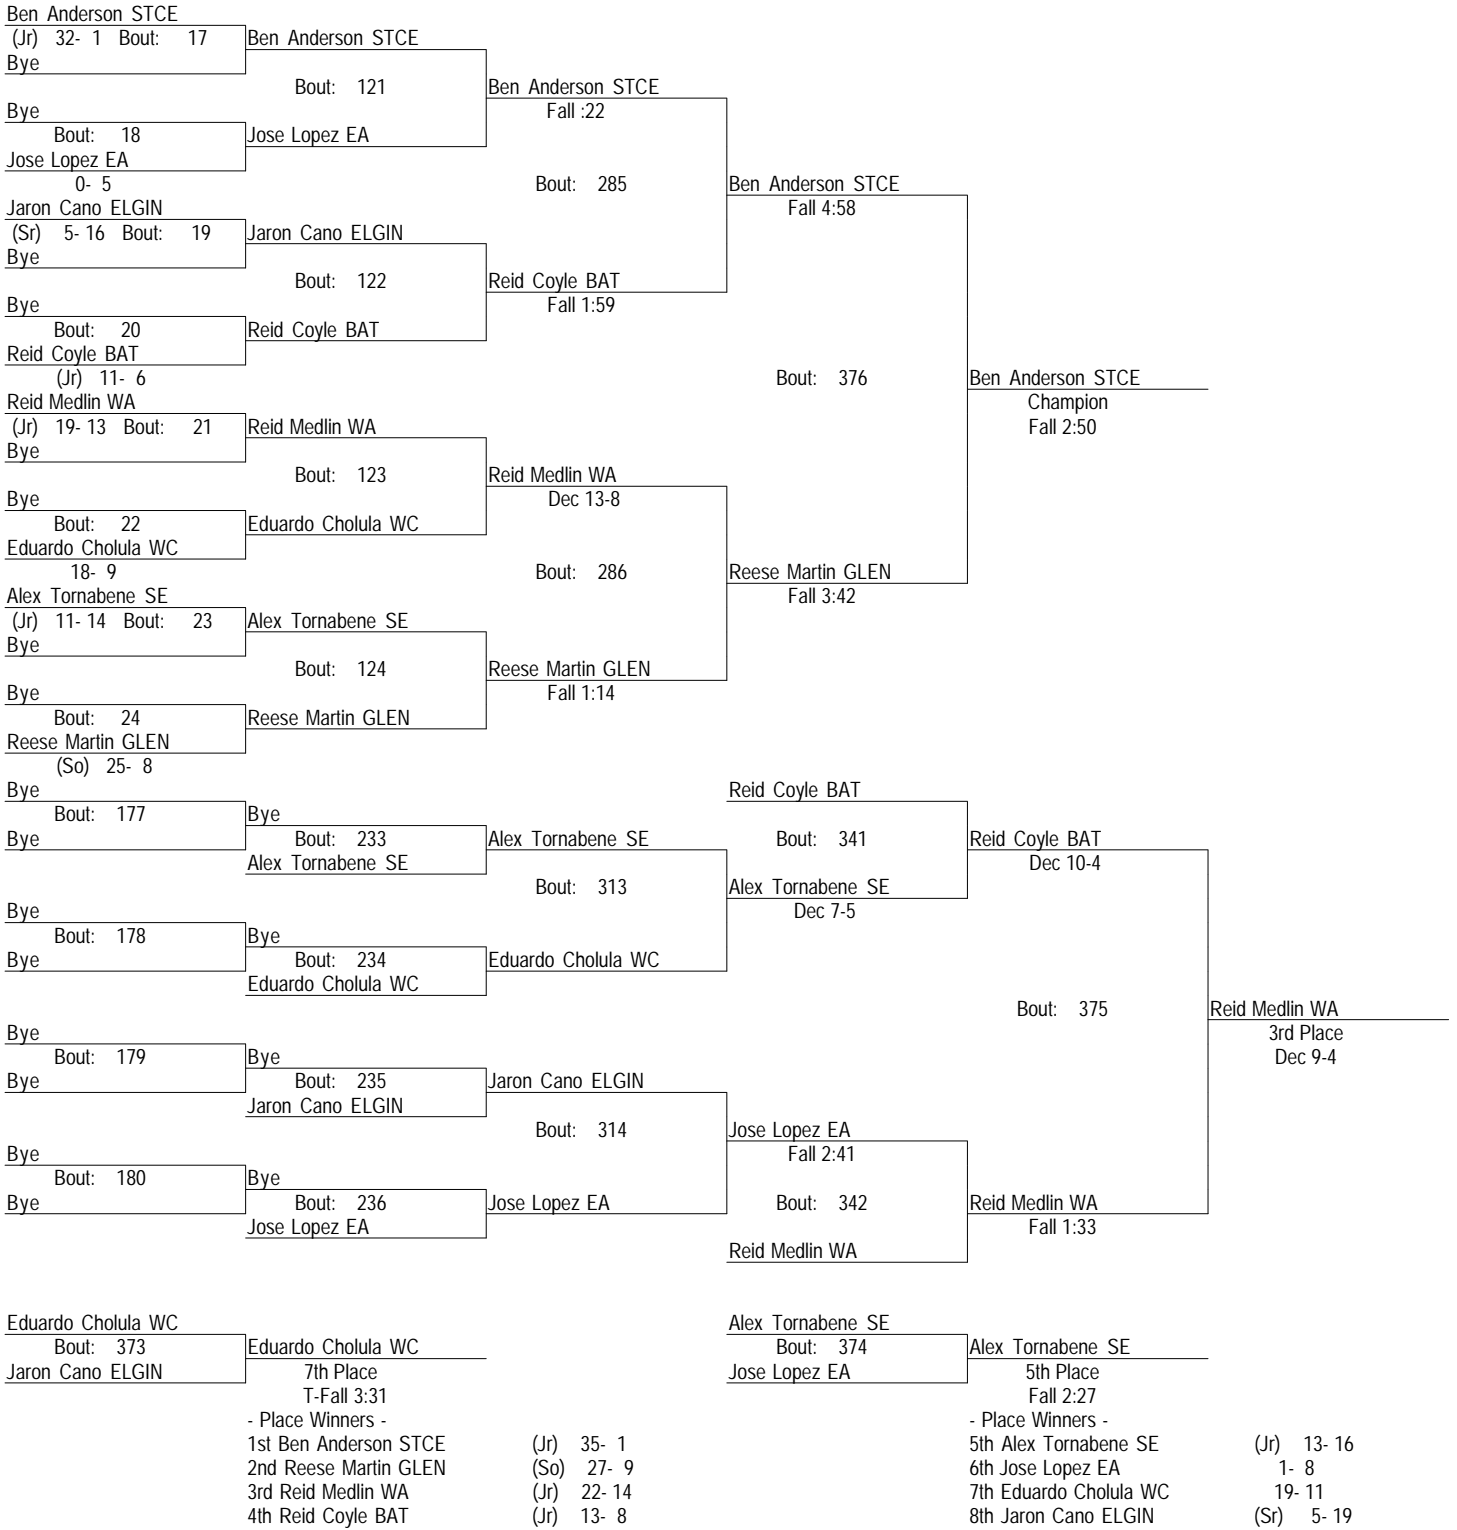 Ben Anderson STCE
(Jr) 32- 1 Bout: 17 Ben Anderson STCE
Bye
Bout: 121 Ben Anderson STCE
Bye Fall :22
Bout: 18 Jose Lopez EA
Jose Lopez EA
0- 5 Bout: 285 Ben Anderson STCE
Jaron Cano ELGIN Fall 4:58
(Sr) 5- 16 Bout: 19 Jaron Cano ELGIN
Bye
Bout: 122 Reid Coyle BAT
Bye Fall 1:59
Bout: 20 Reid Coyle BAT
Reid Coyle BAT
(Jr) 11- 6 Bout: 376 Ben Anderson STCE
Reid Medlin WA Champion
(Jr) 19- 13 Bout: 21 Reid Medlin WA Fall 2:50
Bye
Bout: 123 Reid Medlin WA
Bye Dec 13-8
Bout: 22 Eduardo Cholula WC
Eduardo Cholula WC
18- 9 Bout: 286 Reese Martin GLEN
Alex Tornabene SE Fall 3:42
(Jr) 11- 14 Bout: 23 Alex Tornabene SE
Bye
Bout: 124 Reese Martin GLEN
Bye Fall 1:14
Bout: 24 Reese Martin GLEN
Reese Martin GLEN
(So) 25- 8
Bye Reid Coyle BAT
Bout: 177 Bye
Bye Bout: 233 Alex Tornabene SE Bout: 341 Reid Coyle BAT
Alex Tornabene SE Dec 10-4
Bout: 313 Alex Tornabene SE
Bye Dec 7-5
Bout: 178 Bye
Bye Bout: 234 Eduardo Cholula WC
Eduardo Cholula WC
Bout: 375 Reid Medlin WA
Bye 3rd Place
Bout: 179 Bye Dec 9-4
Bye Bout: 235 Jaron Cano ELGIN
Jaron Cano ELGIN
Bout: 314 Jose Lopez EA
Bye Fall 2:41
Bout: 180 Bye
Bye Bout: 236 Jose Lopez EA Bout: 342 Reid Medlin WA
Jose Lopez EA Fall 1:33
Reid Medlin WA
Eduardo Cholula WC Alex Tornabene SE
Bout: 373 Eduardo Cholula WC Bout: 374 Alex Tornabene SE
Jaron Cano ELGIN 7th Place Jose Lopez EA 5th Place
T-Fall 3:31 Fall 2:27
- Place Winners - - Place Winners -
1st Ben Anderson STCE (Jr) 35- 1 5th Alex Tornabene SE (Jr) 13- 16
2nd Reese Martin GLEN (So) 27- 9 6th Jose Lopez EA 1- 8
3rd Reid Medlin WA (Jr) 22- 14 7th Eduardo Cholula WC 19- 11
4th Reid Coyle BAT (Jr) 13- 8 8th Jaron Cano ELGIN (Sr) 5- 19